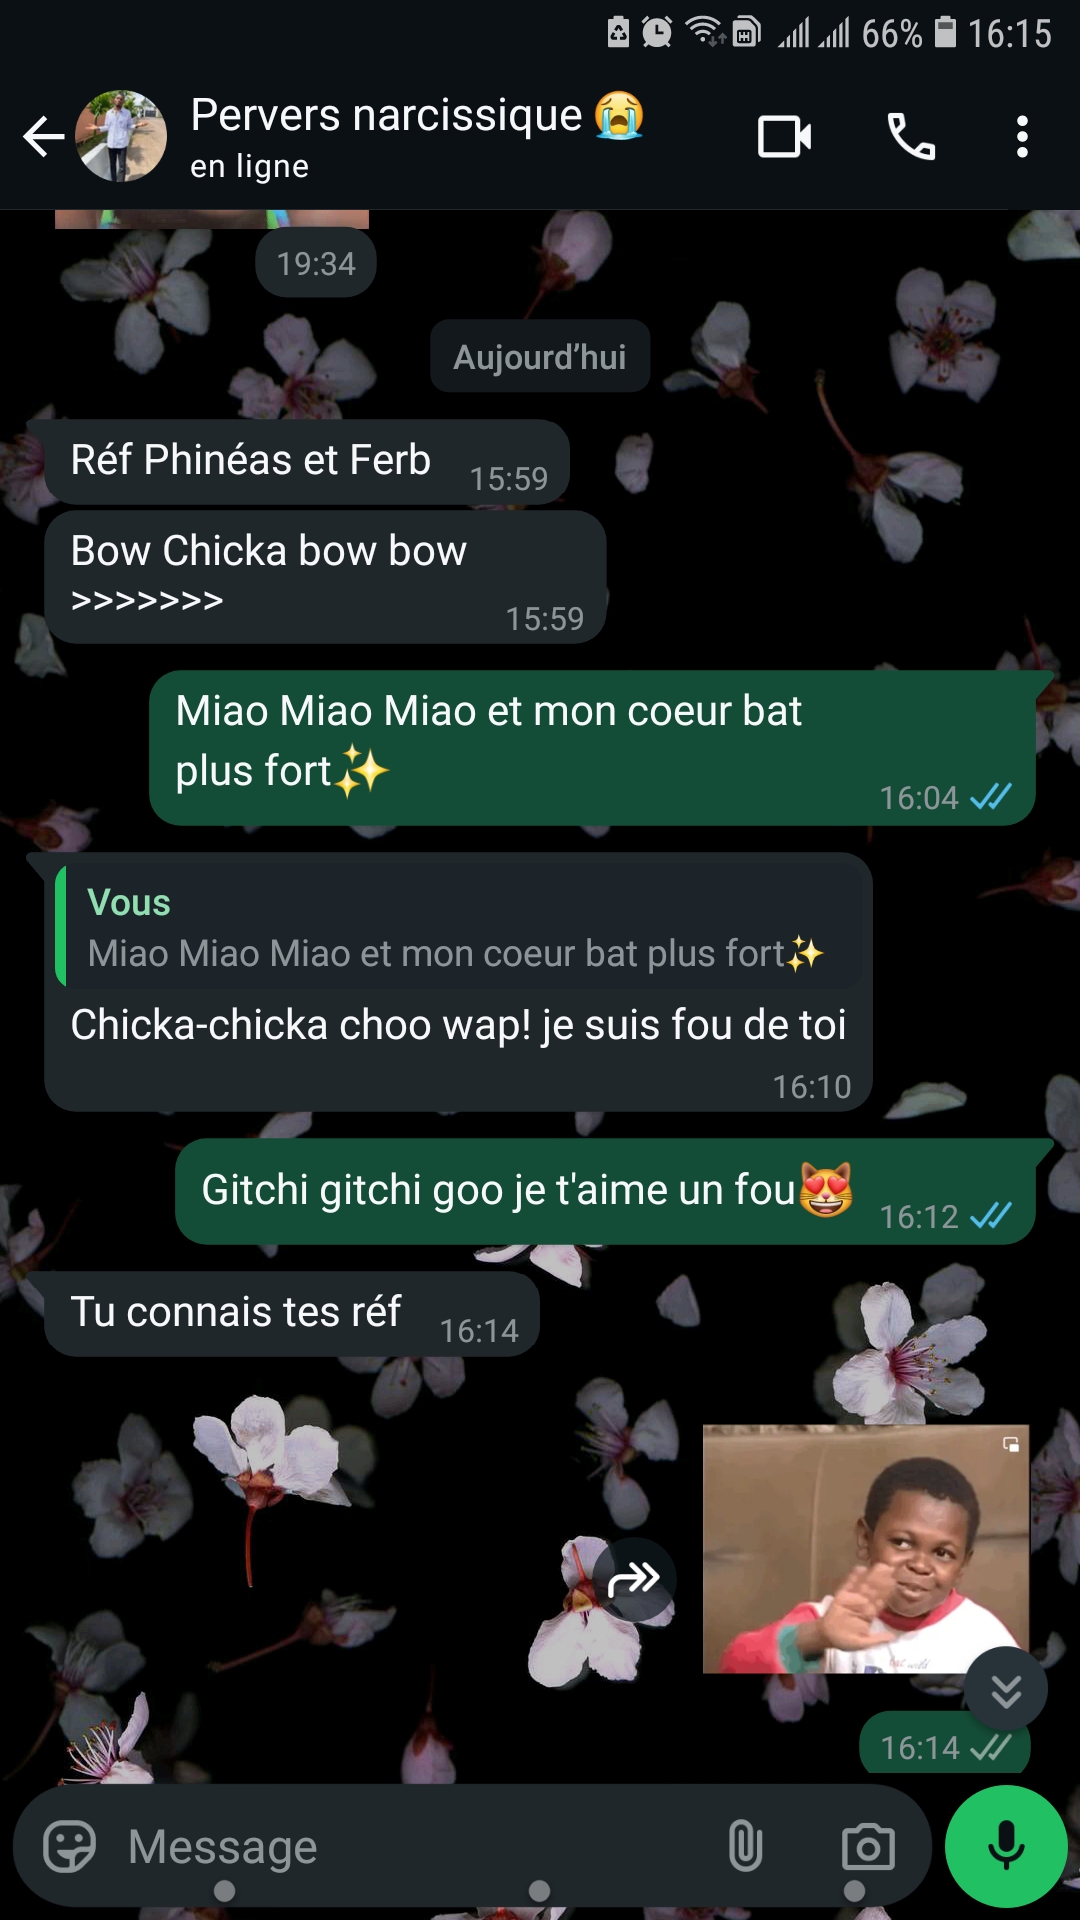 66% 16:15
Pervers narcissique 😭
en ligne
19:34
Aujourd’hui
Réf Phinéas et Ferb 15:59
Bow Chicka bow bow
>>>>>>> 15:59
Miao Miao Miao et mon coeur bat
plus fort✨ 16:04
Vous
Miao Miao Miao et mon coeur bat plus fort✨
Chicka-chicka choo wap! je suis fou de toi
16:10
Gitchi gitchi goo je t'aime un fou😻 16:12
Tu connais tes réf 16:14
16:14
Message